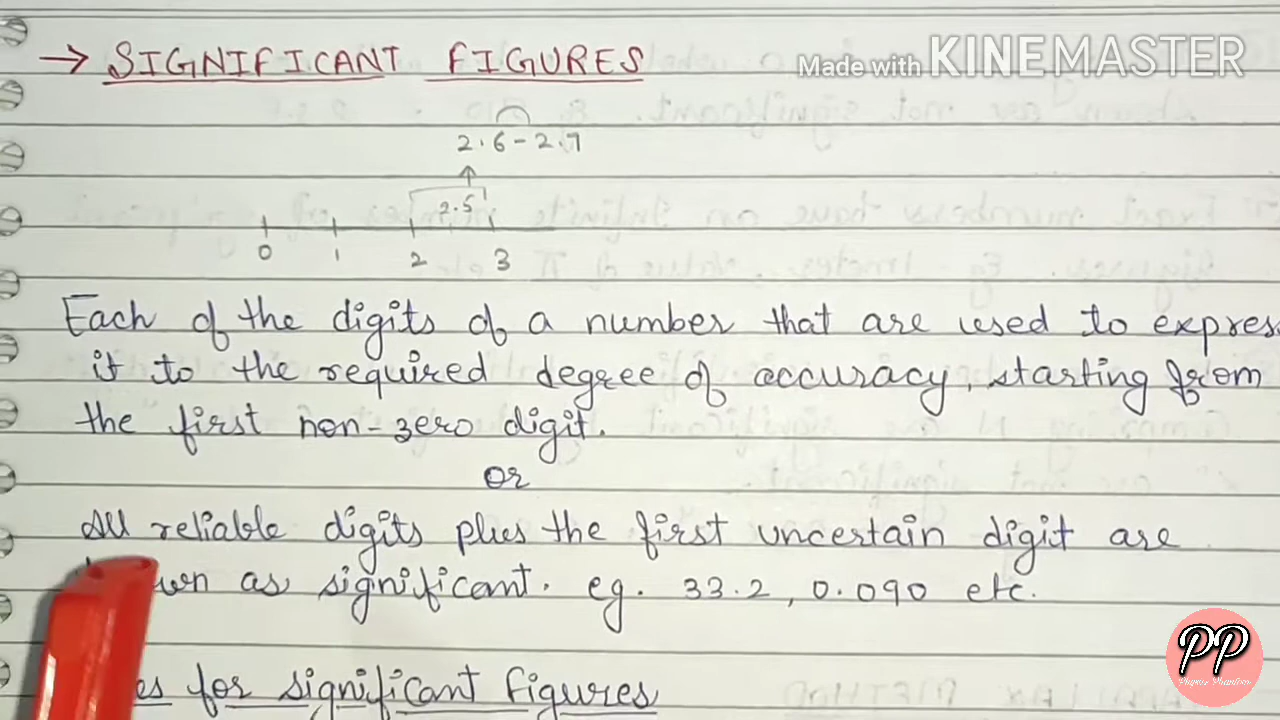 → SIGNIFICANT FIGURES
Made with KINEMASTER
2.6-2.7
2.5
0 1 2 3
Each of the digits of a number that are used to expres
it to the required degree of accuracy, starting from
the first non-zero digit.
or
All reliable digits plus the first uncertain digit are
wn as significant. eg. 33.2, 0.090 etc.
es for significant figures
PP